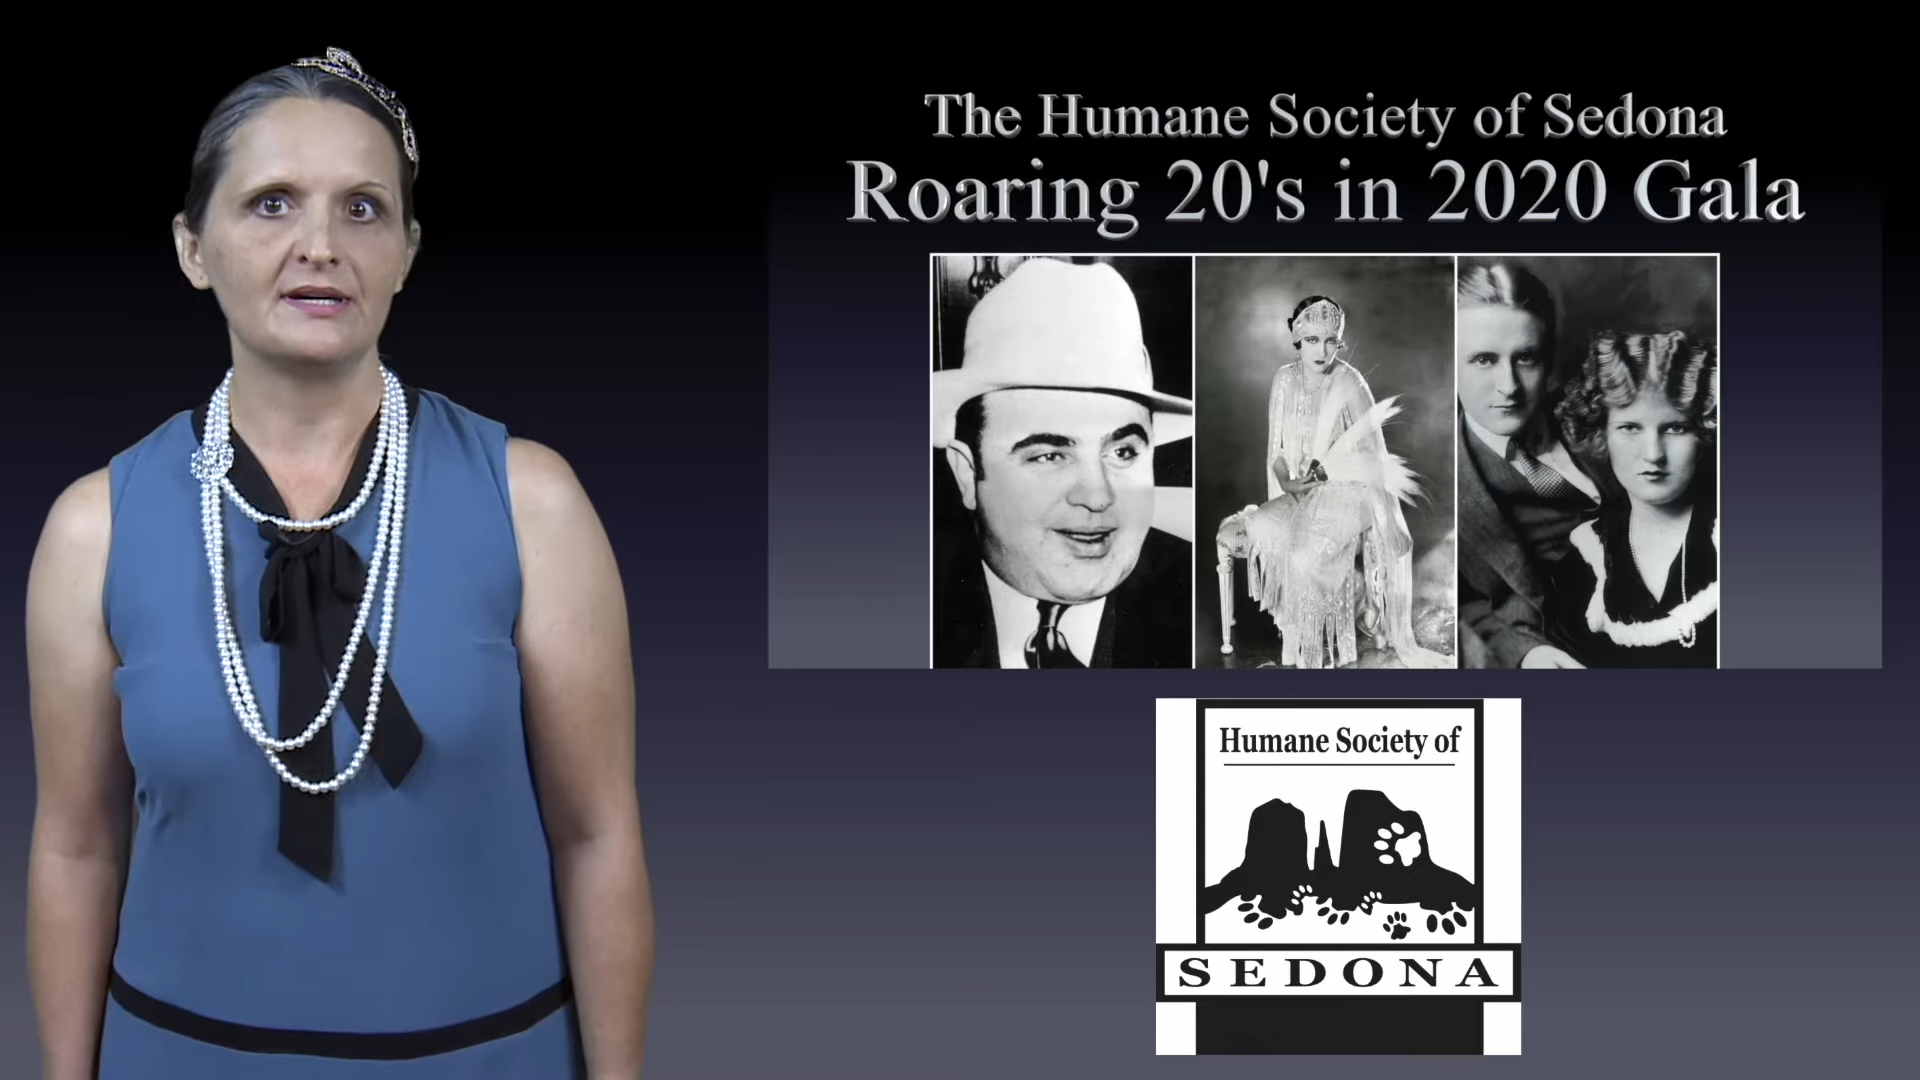 The Humane Society of Sedona
Roaring 20's in 2020 Gala
Humane Society of
SEDONA